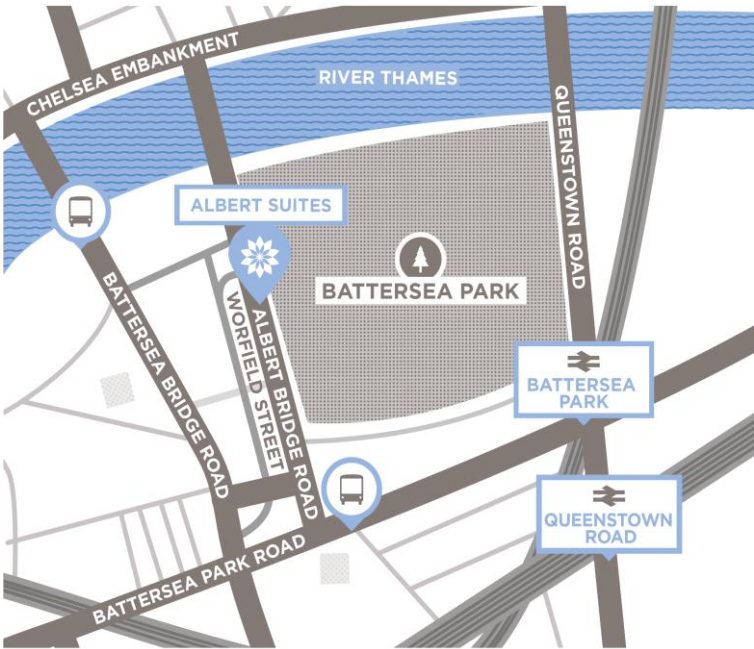 CHELSEA EMBANKMENT
RIVER THAMES
QUEENSTOWN ROAD
ALBERT SUITES
BATTERSEA PARK
BATTERSEA BRIDGE ROAD
WORFIELD STREET
ALBERT BRIDGE ROAD
BATTERSEA
PARK
QUEENSTOWN
ROAD
BATTERSEA PARK ROAD